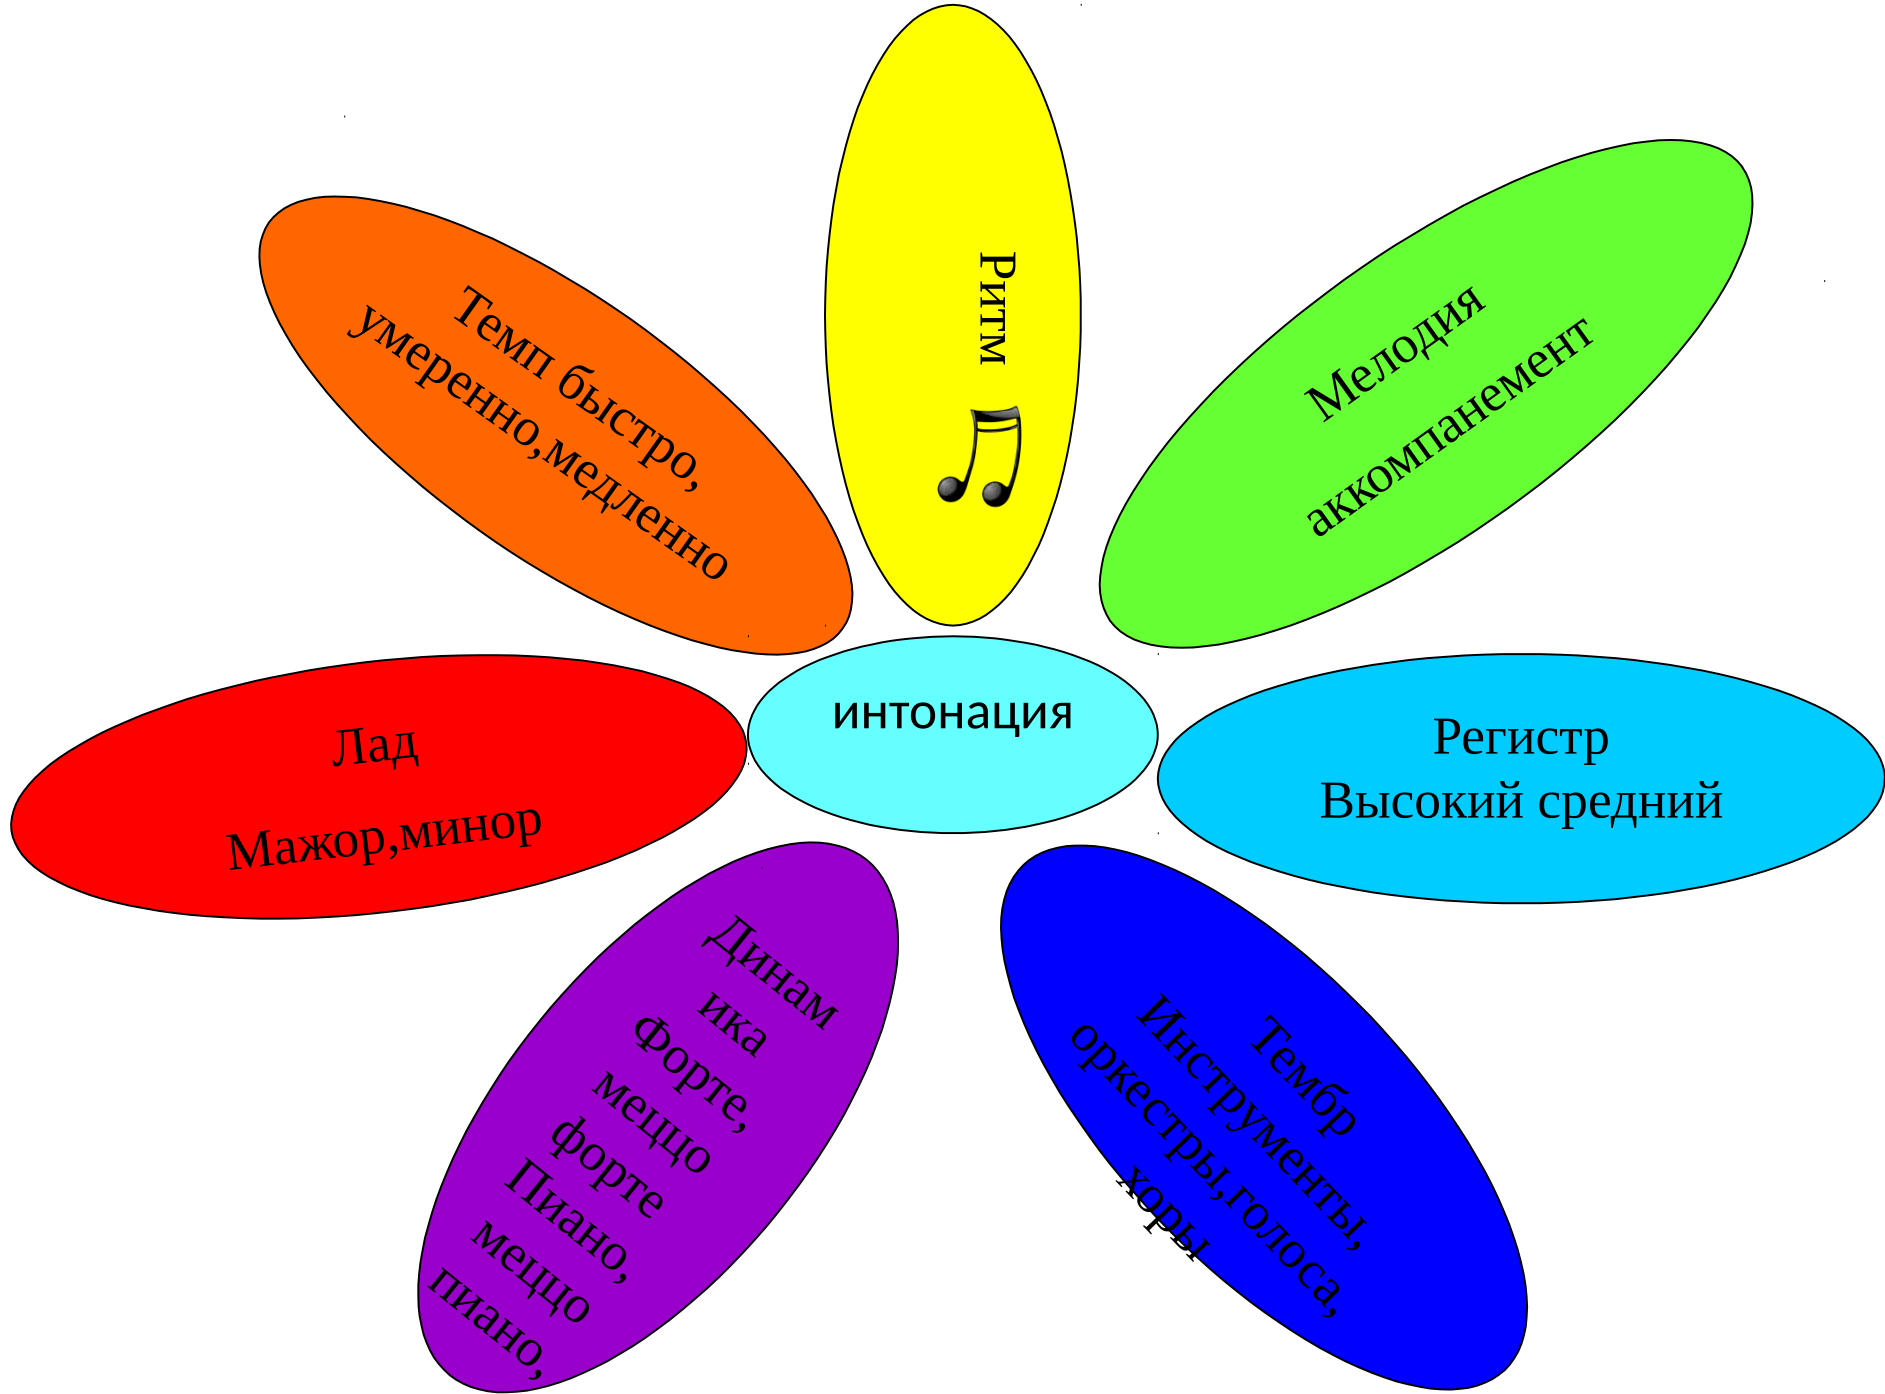 Ритм
Мелодия
аккомпанемент
Темп быстро,
умеренно,медленно
интонация
Регистр
Высокий средний
Лад
Мажор,минор
Динам
ика
Форте,
меццо
форте
Пиано,
меццо
пиано,
Тембр
Инструменты,
оркестры,голоса,
хоры